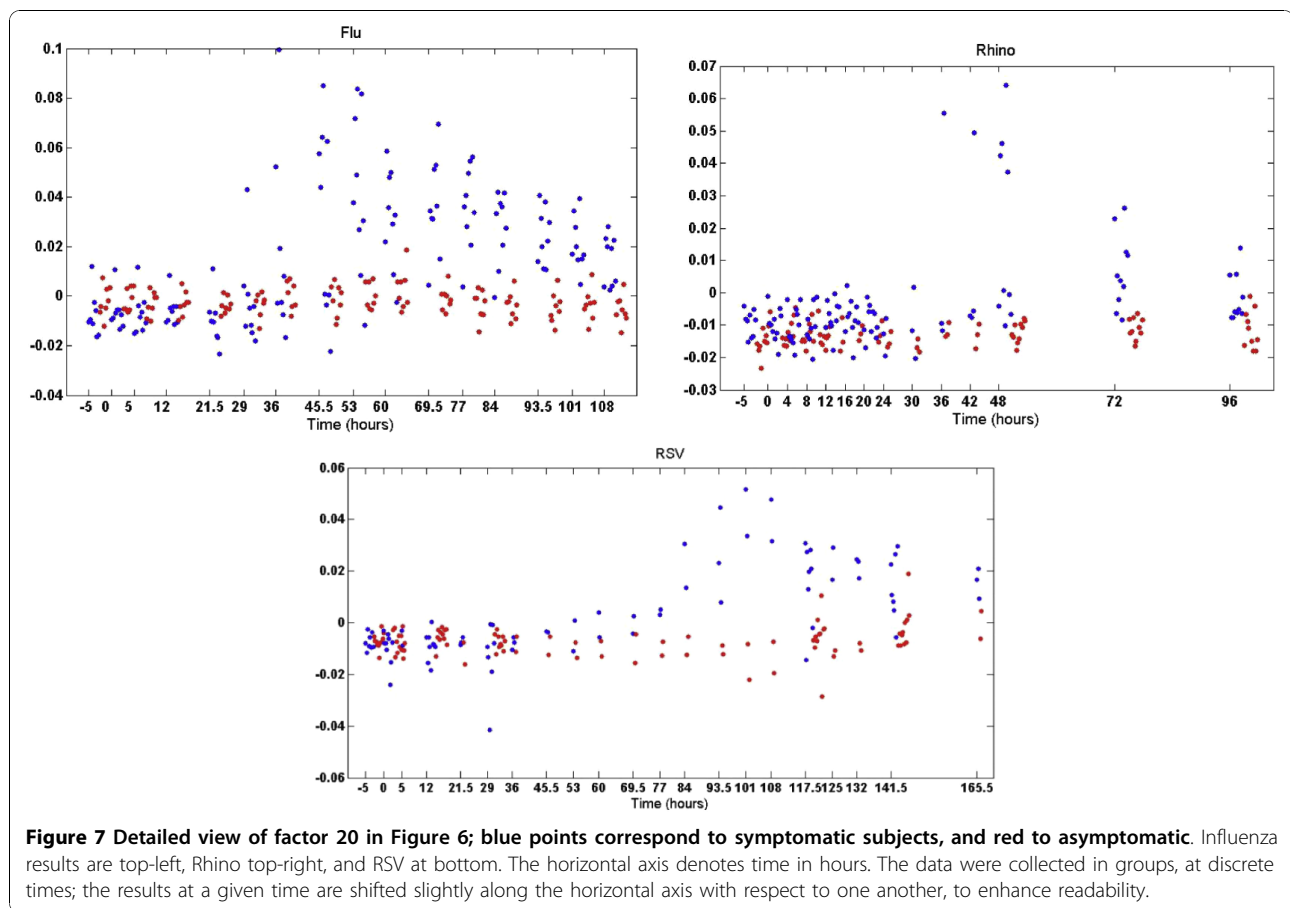 Flu
0.1
0.08
0.06
0.04
0.02
0
-0.02
-0.04
-5 0 5 12 21.5 29 36 45.5 53 60 69.5 77 84 93.5 101 108
Time (hours)
Rhino
0.07
0.06
0.05
0.04
0.03
0.02
0.01
0
-0.01
-0.02
-0.03
-5 0 4 8 12 16 20 24 30 36 42 48 72 96
Time (hours)
RSV
0.06
0.04
0.02
0
-0.02
-0.04
-0.06
-5 0 5 12 21.5 29 36 45.5 53 60 69.5 77 84 93.5 101 108 117.5 125 132 141.5 165.5
Time (hours)
Figure 7 Detailed view of factor 20 in Figure 6; blue points correspond to symptomatic subjects, and red to asymptomatic. Influenza
results are top-left, Rhino top-right, and RSV at bottom. The horizontal axis denotes time in hours. The data were collected in groups, at discrete
times; the results at a given time are shifted slightly along the horizontal axis with respect to one another, to enhance readability.